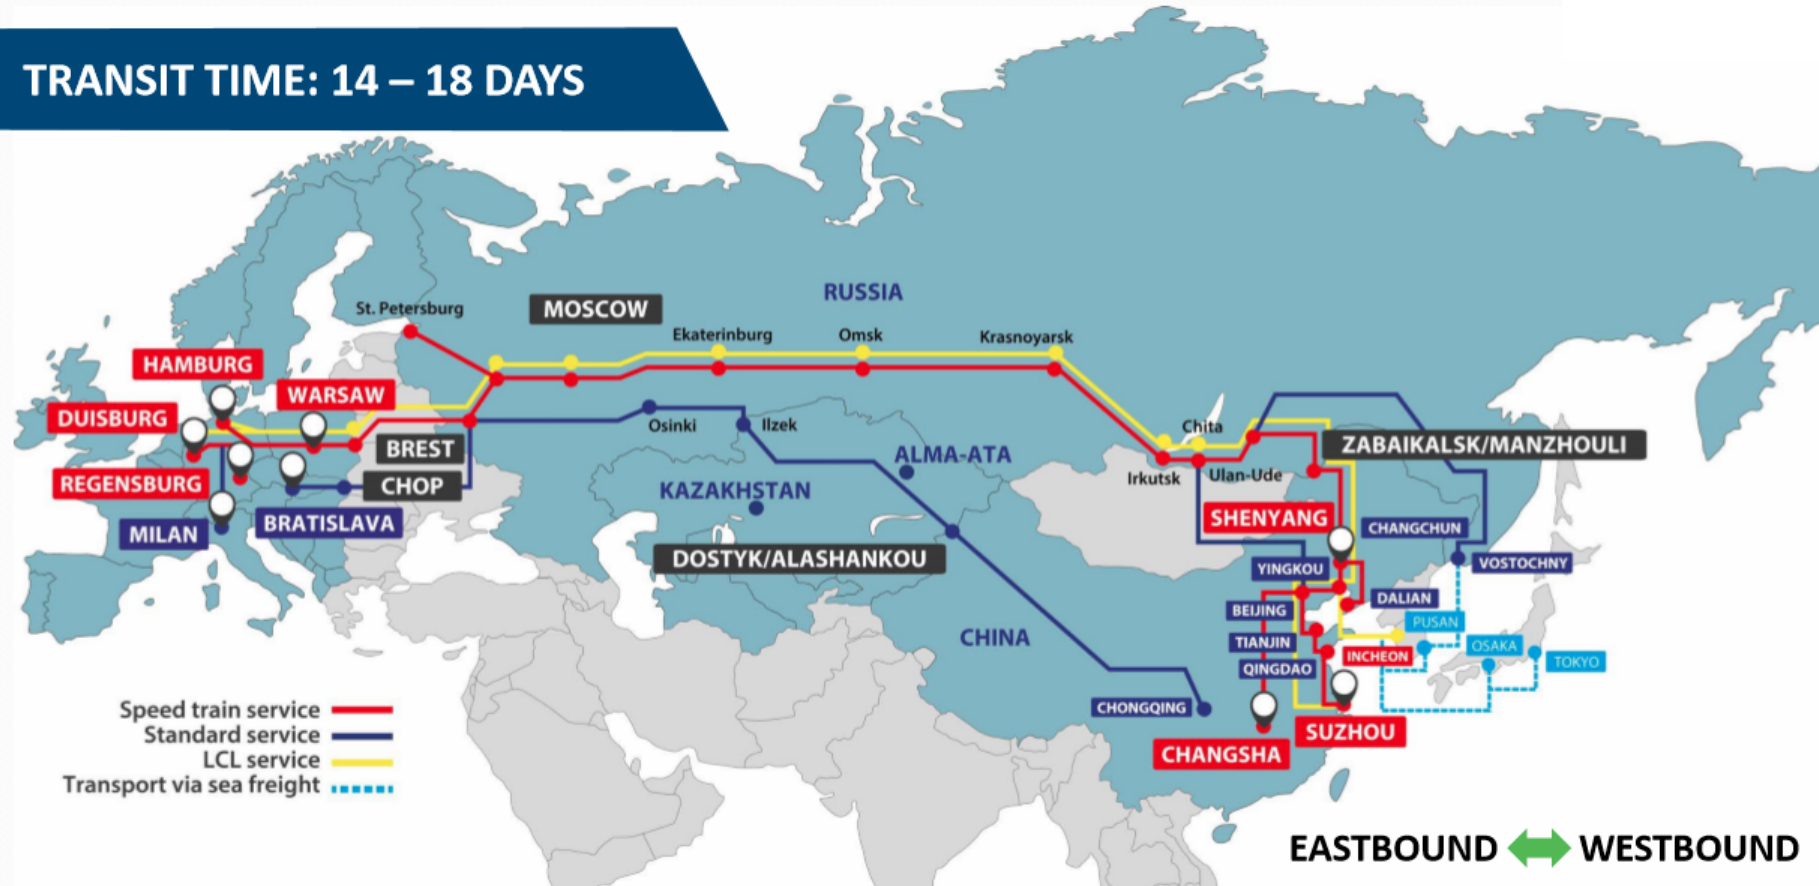 TRANSIT TIME: 14 – 18 DAYS
RUSSIA
St. Petersburg
MOSCOW
Ekaterinburg
Omsk
Krasnoyarsk
HAMBURG
WARSAW
DUISBURG
BREST
Osinki
Ilzek
Chita
ZABAIKALSK/MANZHOULI
ALMA-ATA
REGENSBURG
CHOP
Irkutsk
Ulan-Ude
KAZAKHSTAN
SHENYANG
MILAN
BRATISLAVA
CHANGCHUN
DOSTYK/ALASHANKOU
YINGKOU
VOSTOCHNY
BEIJING
DALIAN
PUSAN
CHINA
TIANJIN
INCHEON
OSAKA
TOKYO
QINGDAO
CHONGQING
SUZHOU
CHANGSHA
Speed train service
Standard service
LCL service
Transport via sea freight
EASTBOUND WESTBOUND